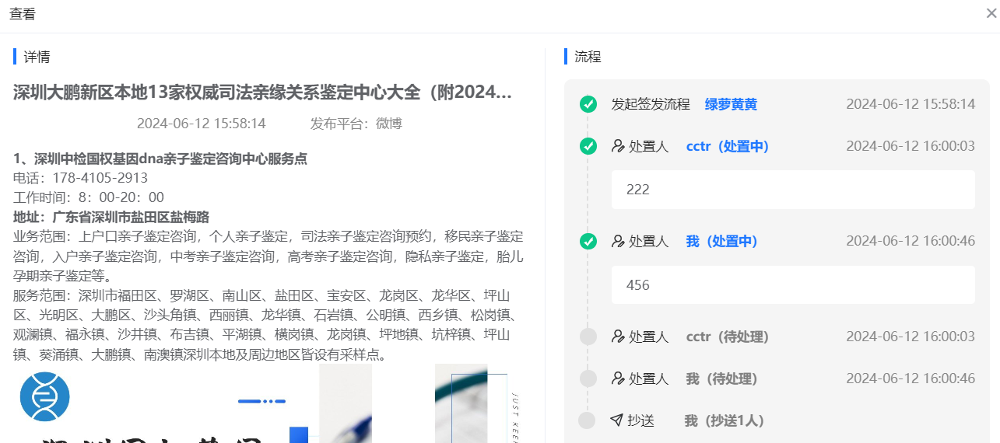 查看
详情
深圳大鹏新区本地13家权威司法亲缘关系鉴定中心大全（附2024...
2024-06-12 15:58:14 发布平台：微博
1、深圳中检国权基因dna亲子鉴定咨询中心服务点
电话：178-4105-2913
工作时间：8：00-20：00
地址：广东省深圳市盐田区盐梅路
业务范围：上户口亲子鉴定咨询，个人亲子鉴定，司法亲子鉴定咨询预约，移民亲子鉴定
咨询，入户亲子鉴定咨询，中考亲子鉴定咨询，高考亲子鉴定咨询，隐私亲子鉴定，胎儿
孕期亲子鉴定等。
服务范围：深圳市福田区、罗湖区、南山区、盐田区、宝安区、龙岗区、龙华区、坪山
区、光明区、大鹏区、沙头角镇、西丽镇、龙华镇、石岩镇、公明镇、西乡镇、松岗镇、
观澜镇、福永镇、沙井镇、布吉镇、平湖镇、横岗镇、龙岗镇、坪地镇、坑梓镇、坪山
镇、葵涌镇、大鹏镇、南澳镇深圳本地及周边地区皆设有采样点。
JUST KEEP
流程
发起签发流程 绿萝黄黄 2024-06-12 15:58:14
处置人 cctr（处置中） 2024-06-12 16:00:03
222
处置人 我（处置中） 2024-06-12 16:00:46
456
处置人 cctr（待处理） 2024-06-12 16:00:03
处置人 我（待处理） 2024-06-12 16:00:46
抄送 我（抄送1人）